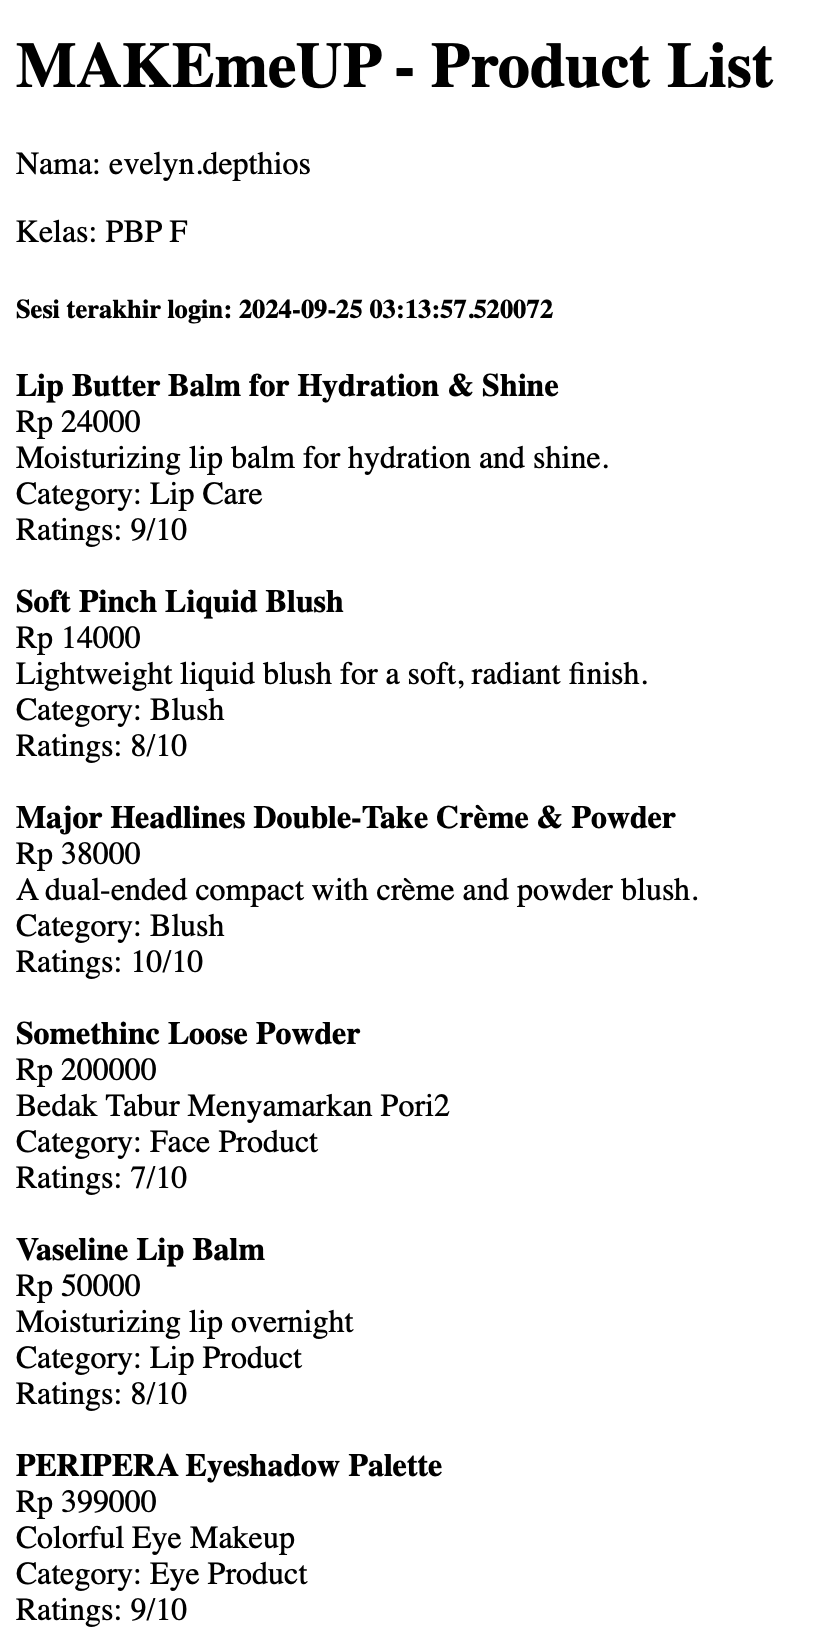 MAKEmeUP - Product List
Nama: evelyn.depthios
Kelas: PBP F
Sesi terakhir login: 2024-09-25 03:13:57.520072
Lip Butter Balm for Hydration & Shine
Rp 24000
Moisturizing lip balm for hydration and shine.
Category: Lip Care
Ratings: 9/10
Soft Pinch Liquid Blush
Rp 14000
Lightweight liquid blush for a soft, radiant finish.
Category: Blush
Ratings: 8/10
Major Headlines Double-Take Crème & Powder
Rp 38000
A dual-ended compact with crème and powder blush.
Category: Blush
Ratings: 10/10
Somethinc Loose Powder
Rp 200000
Bedak Tabur Menyamarkan Pori2
Category: Face Product
Ratings: 7/10
Vaseline Lip Balm
Rp 50000
Moisturizing lip overnight
Category: Lip Product
Ratings: 8/10
PERIPERA Eyeshadow Palette
Rp 399000
Colorful Eye Makeup
Category: Eye Product
Ratings: 9/10